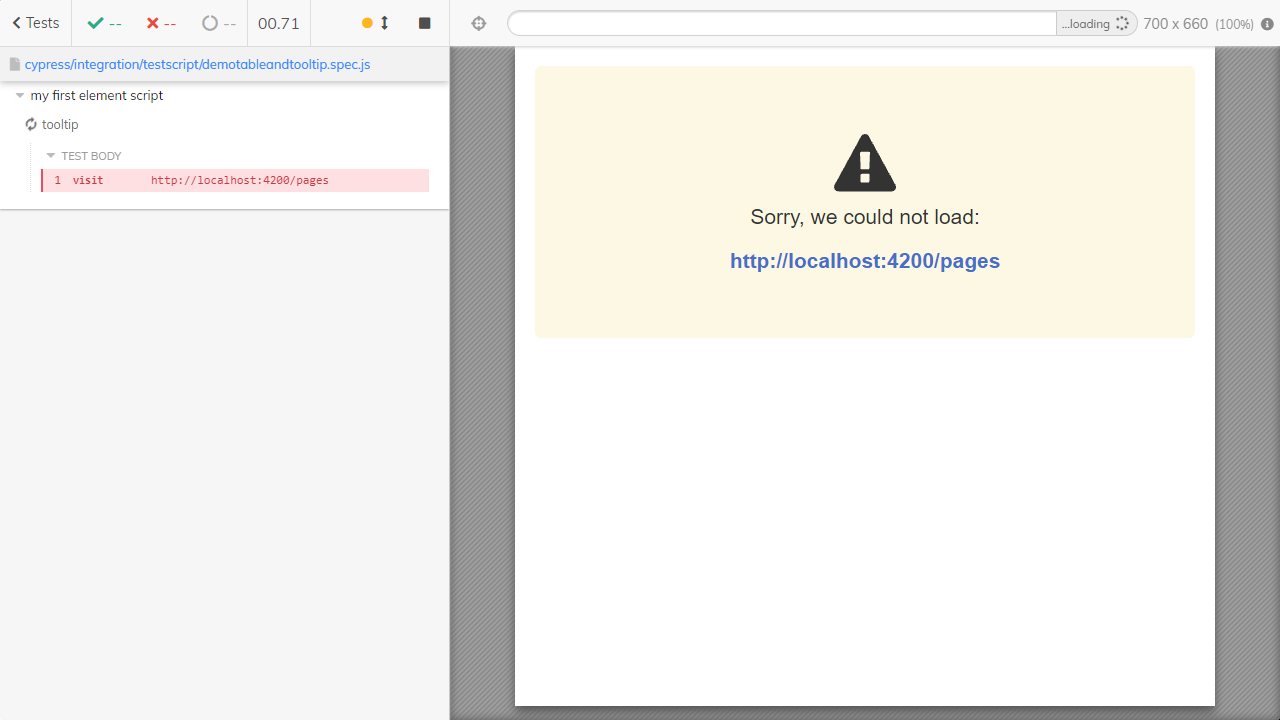 Tests -- -- -- 00.71
...loading 700 x 660 (100%)
cypress/integration/testscript/demotableandtooltip.spec.js
my first element script
tooltip
TEST BODY
1 visit http://localhost:4200/pages
Sorry, we could not load:
http://localhost:4200/pages